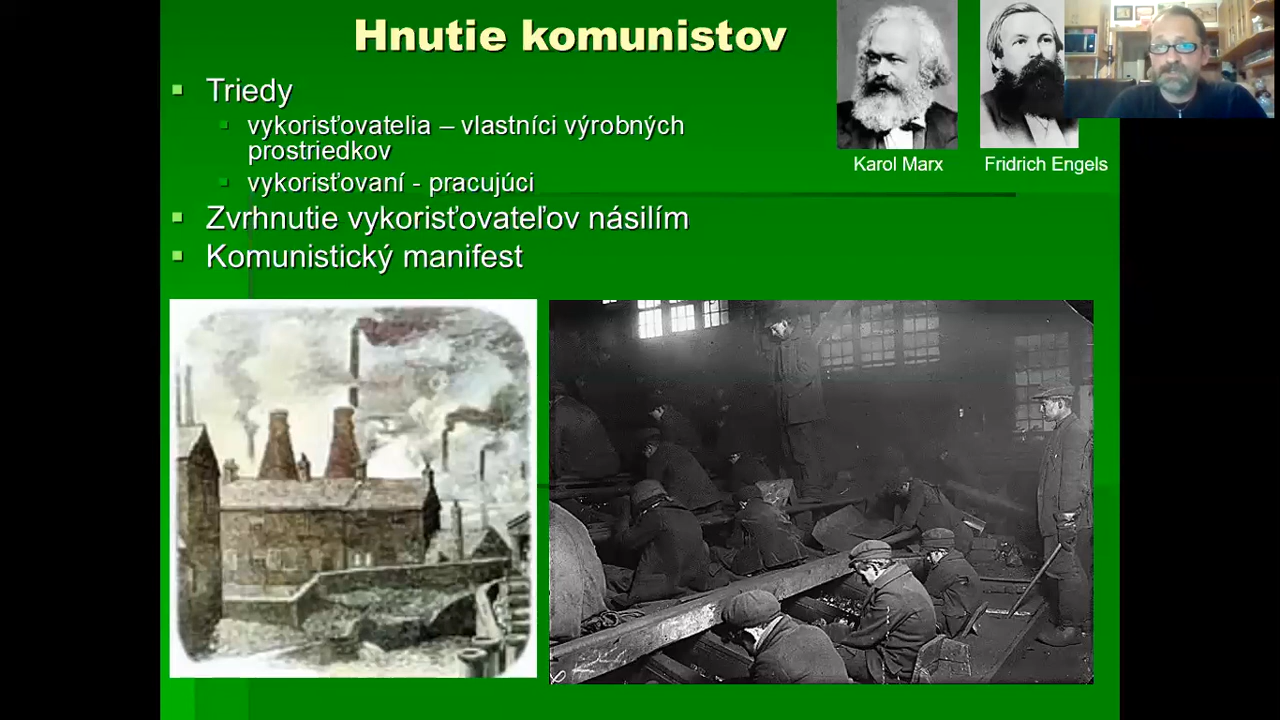 Hnutie komunistov
Triedy
vykorisťovatelia – vlastníci výrobných
prostriedkov
vykorisťovaní - pracujúci
Zvrhnutie vykorisťovateľov násilím
Komunistický manifest
Karol Marx
Fridrich Engels